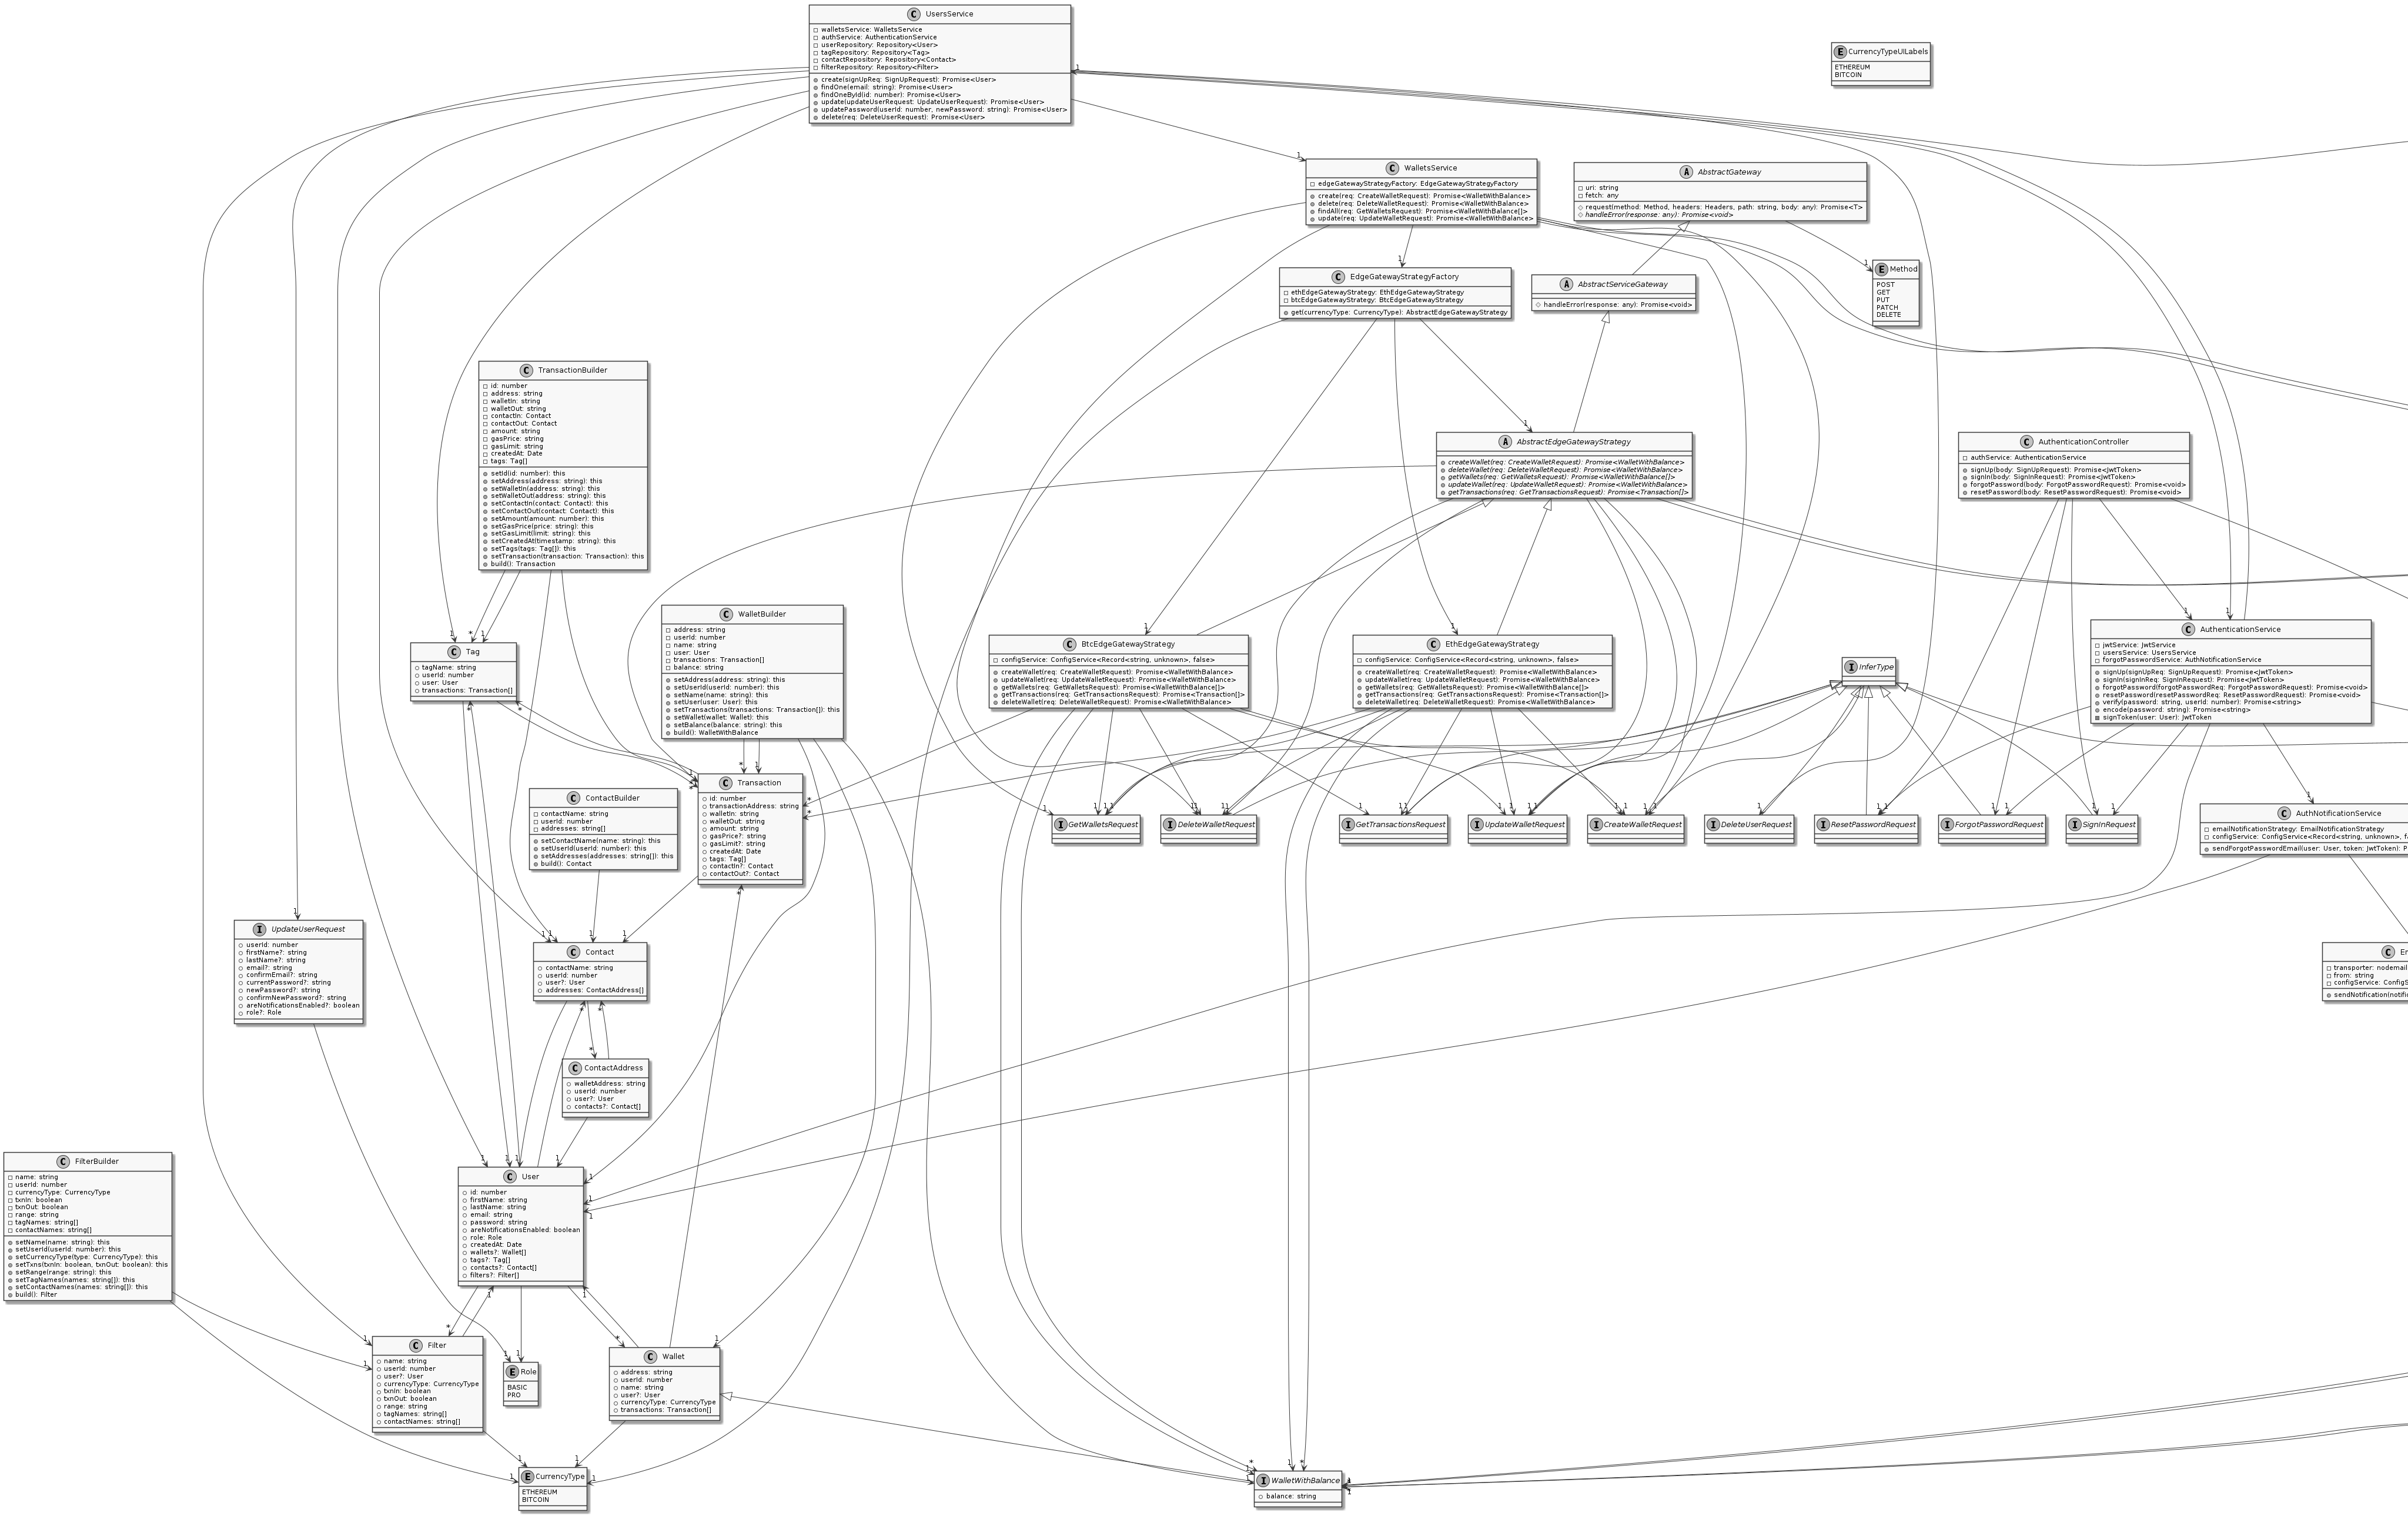 UsersService
walletsService: WalletsService
authService: AuthenticationService
userRepository: Repository<User>
tagRepository: Repository<Tag>
contactRepository: Repository<Contact>
filterRepository: Repository<Filter>
create(signUpReq: SignUpRequest): Promise<User>
findOne(email: string): Promise<User>
findOneById(id: number): Promise<User>
update(updateUserRequest: UpdateUserRequest): Promise<User>
updatePassword(userId: number, newPassword: string): Promise<User>
delete(req: DeleteUserRequest): Promise<User>
CurrencyTypeUILabels
ETHEREUM
BITCOIN
WalletsService
edgeGatewayStrategyFactory: EdgeGatewayStrategyFactory
create(req: CreateWalletRequest): Promise<WalletWithBalance>
delete(req: DeleteWalletRequest): Promise<WalletWithBalance>
findAll(req: GetWalletsRequest): Promise<WalletWithBalance[]>
update(req: UpdateWalletRequest): Promise<WalletWithBalance>
AbstractGateway
uri: string
fetch: any
request(method: Method, headers: Headers, path: string, body: any): Promise<T>
handleError(response: any): Promise<void>
EdgeGatewayStrategyFactory
ethEdgeGatewayStrategy: EthEdgeGatewayStrategy
btcEdgeGatewayStrategy: BtcEdgeGatewayStrategy
get(currencyType: CurrencyType): AbstractEdgeGatewayStrategy
AbstractServiceGateway
handleError(response: any): Promise<void>
Method
POST
GET
PUT
PATCH
DELETE
TransactionBuilder
id: number
address: string
walletIn: string
walletOut: string
contactIn: Contact
contactOut: Contact
amount: string
gasPrice: string
gasLimit: string
createdAt: Date
tags: Tag[]
setId(id: number): this
setAddress(address: string): this
setWalletIn(address: string): this
setWalletOut(address: string): this
setContactIn(contact: Contact): this
setContactOut(contact: Contact): this
setAmount(amount: number): this
setGasPrice(price: string): this
setGasLimit(limit: string): this
setCreatedAt(timestamp: string): this
setTags(tags: Tag[]): this
setTransaction(transaction: Transaction): this
build(): Transaction
AbstractEdgeGatewayStrategy
createWallet(req: CreateWalletRequest): Promise<WalletWithBalance>
deleteWallet(req: DeleteWalletRequest): Promise<WalletWithBalance>
getWallets(req: GetWalletsRequest): Promise<WalletWithBalance[]>
updateWallet(req: UpdateWalletRequest): Promise<WalletWithBalance>
getTransactions(req: GetTransactionsRequest): Promise<Transaction[]>
AuthenticationController
authService: AuthenticationService
signUp(body: SignUpRequest): Promise<JwtToken>
signIn(body: SignInRequest): Promise<JwtToken>
forgotPassword(body: ForgotPasswordRequest): Promise<void>
resetPassword(body: ResetPasswordRequest): Promise<void>
Tag
tagName: string
userId: number
user: User
transactions: Transaction[]
WalletBuilder
address: string
userId: number
name: string
user: User
transactions: Transaction[]
balance: string
setAddress(address: string): this
setUserId(userId: number): this
setName(name: string): this
setUser(user: User): this
setTransactions(transactions: Transaction[]): this
setWallet(wallet: Wallet): this
setBalance(balance: string): this
build(): WalletWithBalance
BtcEdgeGatewayStrategy
configService: ConfigService<Record<string, unknown>, false>
createWallet(req: CreateWalletRequest): Promise<WalletWithBalance>
updateWallet(req: UpdateWalletRequest): Promise<WalletWithBalance>
getWallets(req: GetWalletsRequest): Promise<WalletWithBalance[]>
getTransactions(req: GetTransactionsRequest): Promise<Transaction[]>
deleteWallet(req: DeleteWalletRequest): Promise<WalletWithBalance>
EthEdgeGatewayStrategy
configService: ConfigService<Record<string, unknown>, false>
createWallet(req: CreateWalletRequest): Promise<WalletWithBalance>
updateWallet(req: UpdateWalletRequest): Promise<WalletWithBalance>
getWallets(req: GetWalletsRequest): Promise<WalletWithBalance[]>
getTransactions(req: GetTransactionsRequest): Promise<Transaction[]>
deleteWallet(req: DeleteWalletRequest): Promise<WalletWithBalance>
InferType
AuthenticationService
jwtService: JwtService
usersService: UsersService
forgotPasswordService: AuthNotificationService
signUp(signUpReq: SignUpRequest): Promise<JwtToken>
signIn(signInReq: SignInRequest): Promise<JwtToken>
forgotPassword(forgotPasswordReq: ForgotPasswordRequest): Promise<void>
resetPassword(resetPasswordReq: ResetPasswordRequest): Promise<void>
verify(password: string, userId: number): Promise<string>
encode(password: string): Promise<string>
signToken(user: User): JwtToken
Transaction
id: number
transactionAddress: string
walletIn: string
walletOut: string
amount: string
gasPrice?: string
gasLimit?: string
createdAt: Date
tags: Tag[]
contactIn?: Contact
contactOut?: Contact
ContactBuilder
contactName: string
userId: number
addresses: string[]
setContactName(name: string): this
setUserId(userId: number): this
setAddresses(addresses: string[]): this
build(): Contact
GetWalletsRequest
DeleteWalletRequest
GetTransactionsRequest
UpdateWalletRequest
CreateWalletRequest
DeleteUserRequest
ResetPasswordRequest
ForgotPasswordRequest
SignInRequest
AuthNotificationService
emailNotificationStrategy: EmailNotificationStrategy
configService: ConfigService<Record<string, unknown>, fa
sendForgotPasswordEmail(user: User, token: JwtToken): P
UpdateUserRequest
userId: number
firstName?: string
lastName?: string
email?: string
confirmEmail?: string
currentPassword?: string
newPassword?: string
confirmNewPassword?: string
areNotificationsEnabled?: boolean
role?: Role
Contact
contactName: string
userId: number
user?: User
addresses: ContactAddress[]
Er
transporter: nodemail
from: string
configService: ConfigS
sendNotification(notific
ContactAddress
walletAddress: string
userId: number
user?: User
contacts?: Contact[]
FilterBuilder
name: string
userId: number
currencyType: CurrencyType
txnIn: boolean
txnOut: boolean
range: string
tagNames: string[]
contactNames: string[]
setName(name: string): this
setUserId(userId: number): this
setCurrencyType(type: CurrencyType): this
setTxns(txnIn: boolean, txnOut: boolean): this
setRange(range: string): this
setTagNames(names: string[]): this
setContactNames(names: string[]): this
build(): Filter
User
id: number
firstName: string
lastName: string
email: string
password: string
areNotificationsEnabled: boolean
role: Role
createdAt: Date
wallets?: Wallet[]
tags?: Tag[]
contacts?: Contact[]
filters?: Filter[]
Filter
name: string
userId: number
user?: User
currencyType: CurrencyType
txnIn: boolean
txnOut: boolean
range: string
tagNames: string[]
contactNames: string[]
Role
BASIC
PRO
Wallet
address: string
userId: number
name: string
user?: User
currencyType: CurrencyType
transactions: Transaction[]
CurrencyType
ETHEREUM
BITCOIN
WalletWithBalance
balance: string